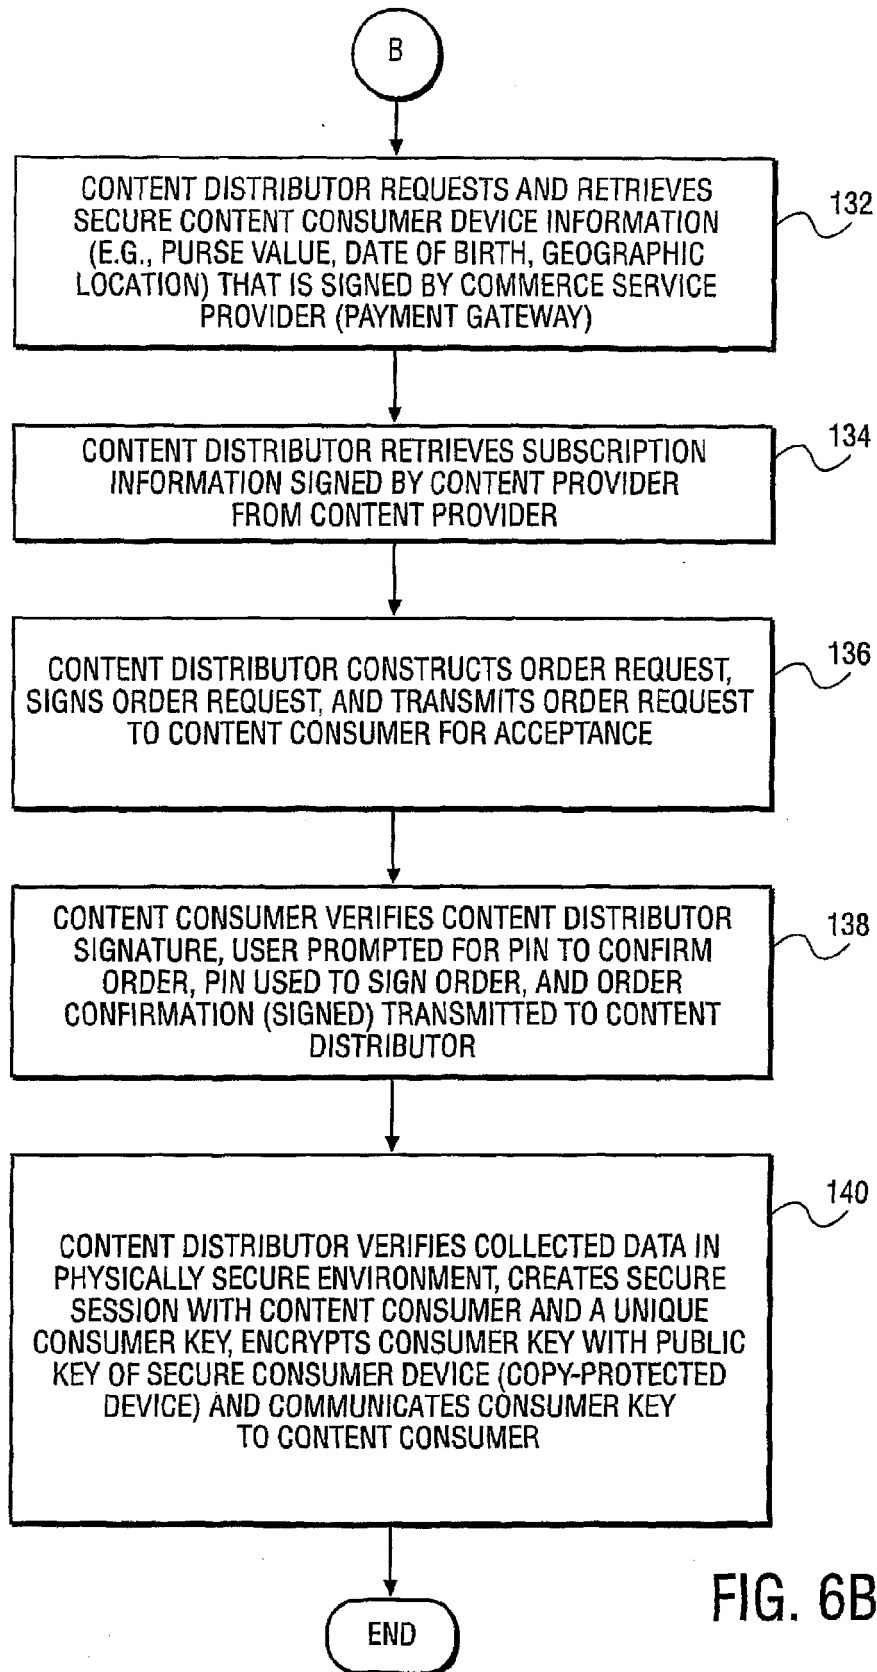 B
CONTENT DISTRIBUTOR REQUESTS AND RETRIEVES
SECURE CONTENT CONSUMER DEVICE INFORMATION
(E.G., PURSE VALUE, DATE OF BIRTH, GEOGRAPHIC
LOCATION) THAT IS SIGNED BY COMMERCE SERVICE
PROVIDER (PAYMENT GATEWAY)
132
CONTENT DISTRIBUTOR RETRIEVES SUBSCRIPTION
INFORMATION SIGNED BY CONTENT PROVIDER
FROM CONTENT PROVIDER
134
CONTENT DISTRIBUTOR CONSTRUCTS ORDER REQUEST,
SIGNS ORDER REQUEST, AND TRANSMITS ORDER REQUEST
TO CONTENT CONSUMER FOR ACCEPTANCE
136
CONTENT CONSUMER VERIFIES CONTENT DISTRIBUTOR
SIGNATURE, USER PROMPTED FOR PIN TO CONFIRM
ORDER, PIN USED TO SIGN ORDER, AND ORDER
CONFIRMATION (SIGNED) TRANSMITTED TO CONTENT
DISTRIBUTOR
138
CONTENT DISTRIBUTOR VERIFIES COLLECTED DATA IN
PHYSICALLY SECURE ENVIRONMENT, CREATES SECURE
SESSION WITH CONTENT CONSUMER AND A UNIQUE
CONSUMER KEY, ENCRYPTS CONSUMER KEY WITH PUBLIC
KEY OF SECURE CONSUMER DEVICE (COPY-PROTECTED
DEVICE) AND COMMUNICATES CONSUMER KEY
TO CONTENT CONSUMER
140
END
FIG. 6B